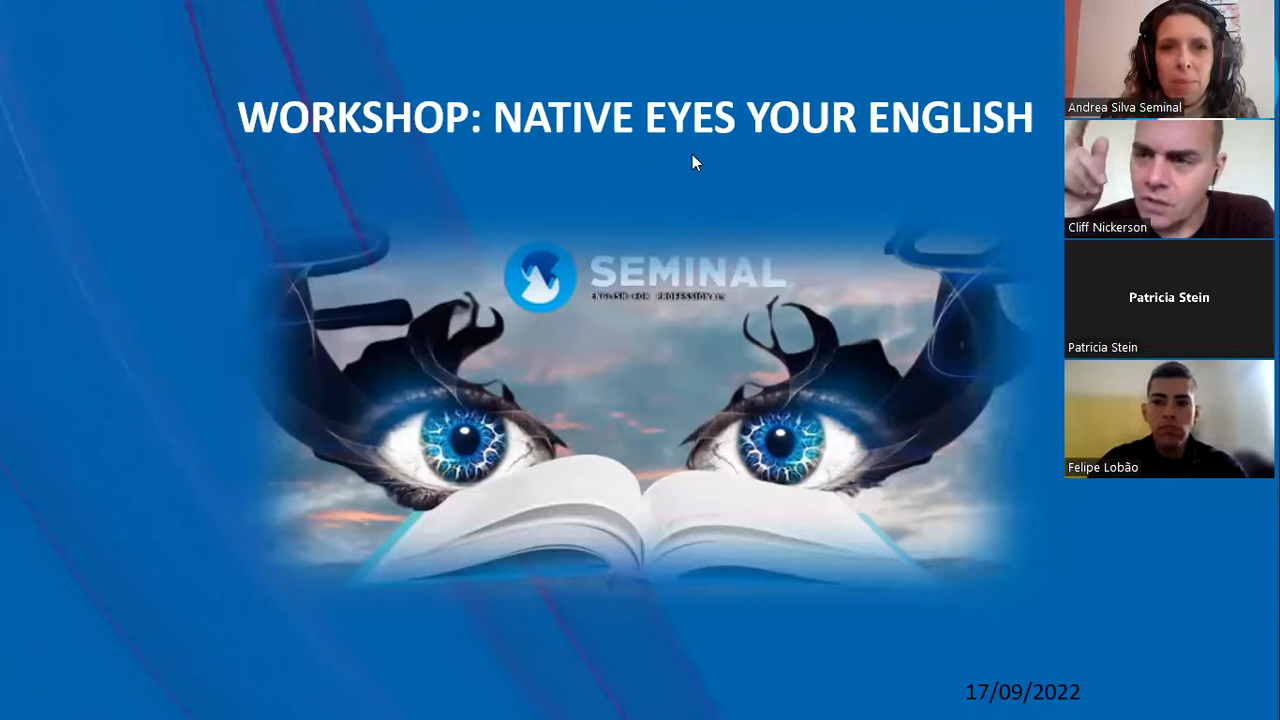 WORKSHOP: NATIVE EYES YOUR ENGLISH
SEMINAL
ENGLISH FOR PROFESSIONALS
17/09/2022
Andrea Silva Seminal
Cliff Nickerson
Patricia Stein
Patricia Stein
Felipe Lobão